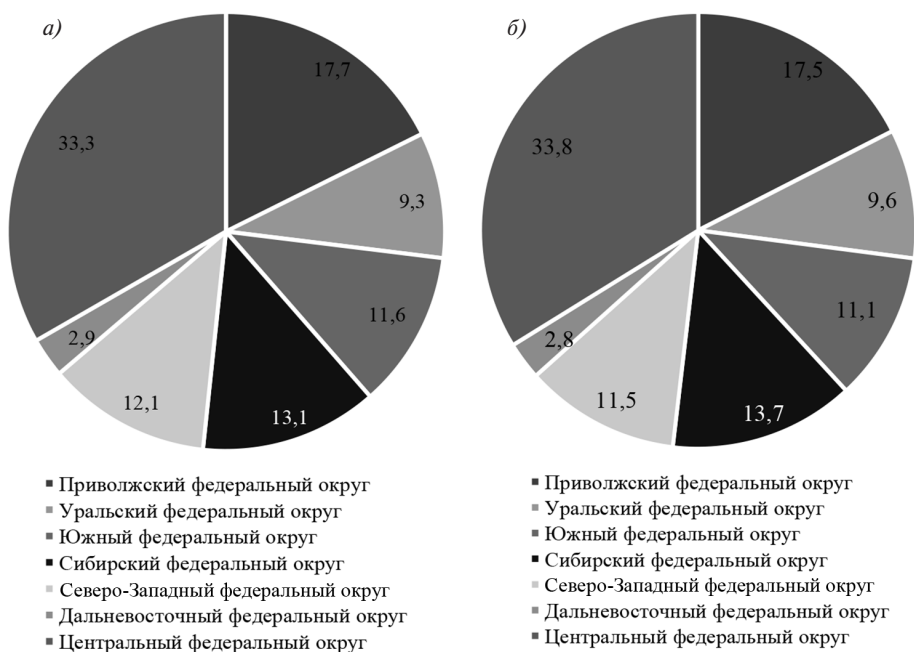 а)
17,7
33,3
9,3
11,6
2,9
12,1
13,1
■ Приволжский федеральный округ
■ Уральский федеральный округ
■ Южный федеральный округ
■ Сибирский федеральный округ
■ Северо-Западный федеральный округ
■ Дальневосточный федеральный округ
■ Центральный федеральный округ
б)
17,5
33,8
9,6
11,1
2,8
11,5
13,7
■ Приволжский федеральный округ
■ Уральский федеральный округ
■ Южный федеральный округ
■ Сибирский федеральный округ
■ Северо-Западный федеральный округ
■ Дальневосточный федеральный округ
■ Центральный федеральный округ